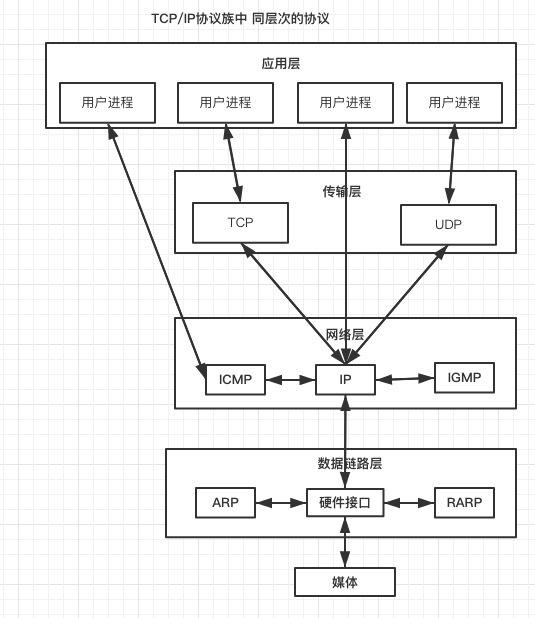 TCP/IP协议族中 同层次的协议
应用层
用户进程 用户进程 用户进程 用户进程
传输层
TCP UDP
网络层
ICMP IP IGMP
数据链路层
ARP 硬件接口 RARP
媒体